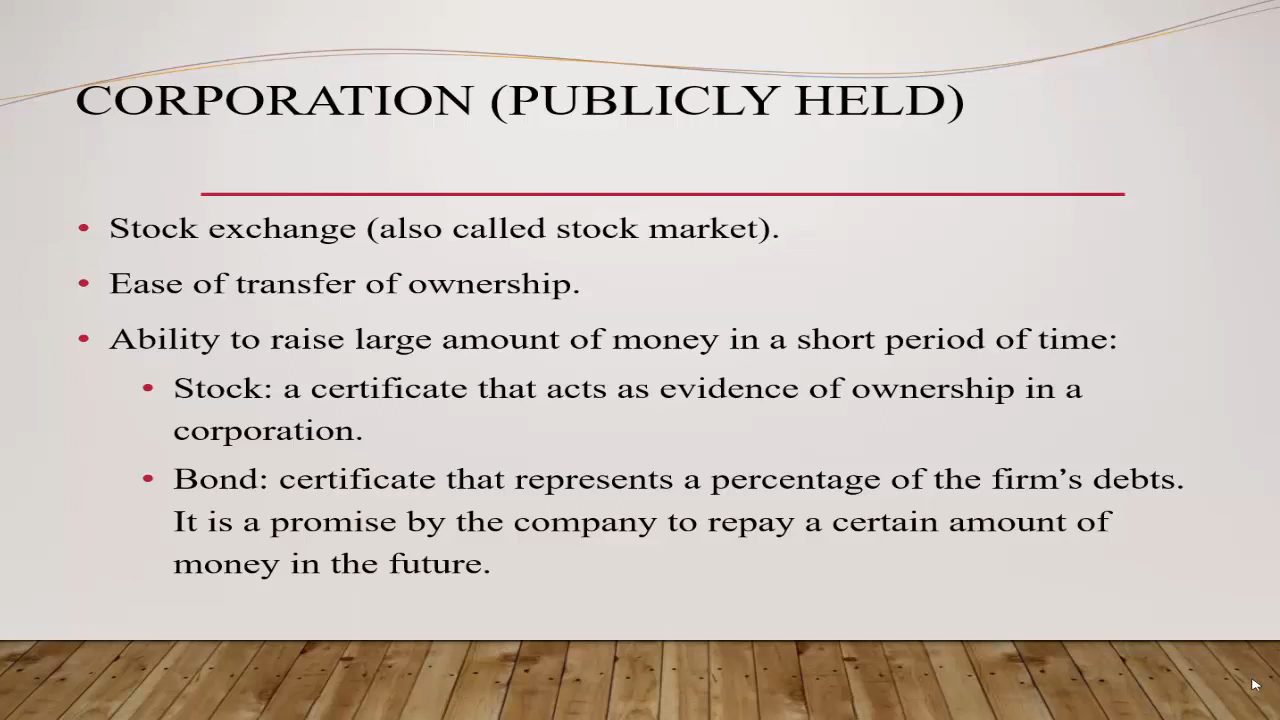 CORPORATION (PUBLICLY HELD)
• Stock exchange (also called stock market).
• Ease of transfer of ownership.
• Ability to raise large amount of money in a short period of time:
• Stock: a certificate that acts as evidence of ownership in a
corporation.
• Bond: certificate that represents a percentage of the firm’s debts.
It is a promise by the company to repay a certain amount of
money in the future.